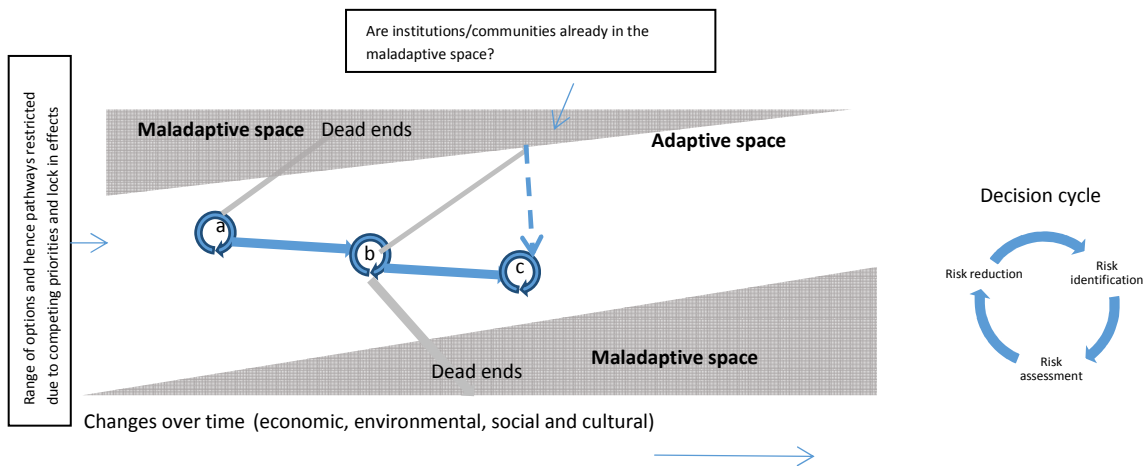 Are institutions/communities already in the
maladaptive space?
Range of options and hence pathways restricted
due to competing priorities and lock in effects
Maladaptive space
Dead ends
Adaptive space
a
b
c
Maladaptive space
Dead ends
Changes over time (economic, environmental, social and cultural)
Decision cycle
Risk reduction
Risk
identification
Risk
assessment